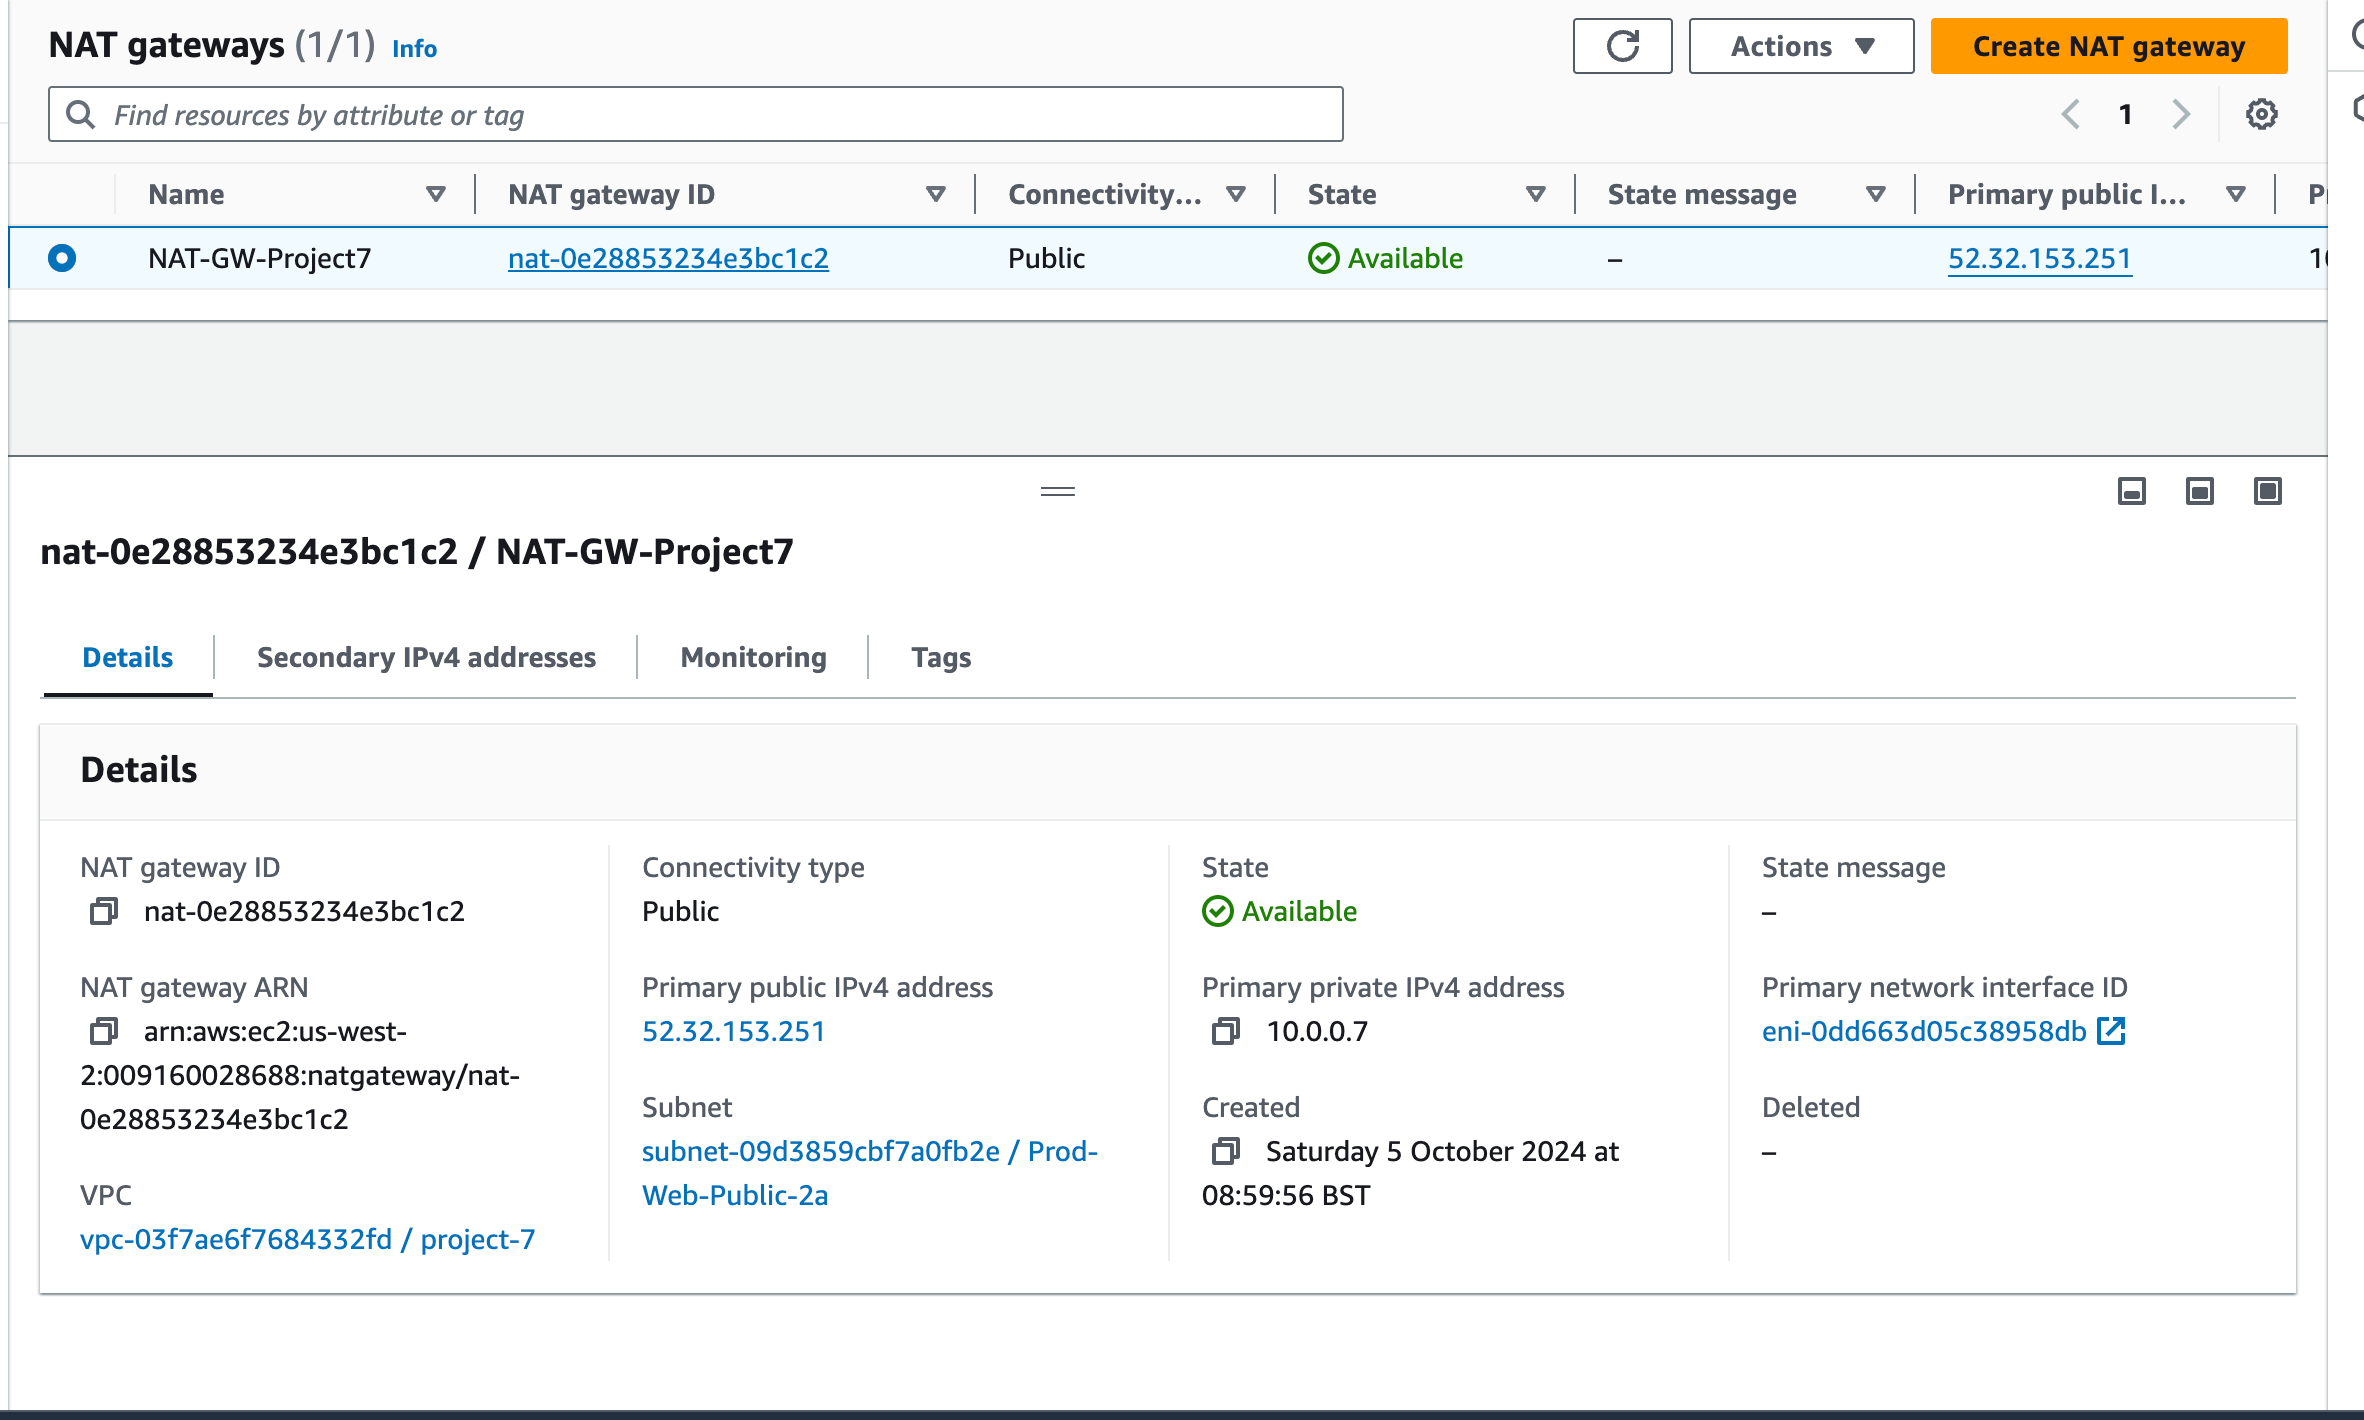 NAT gateways (1/1) Info
Actions
Create NAT gateway
Find resources by attribute or tag
1
Name NAT gateway ID Connectivity... State State message Primary public I...
NAT-GW-Project7 nat-0e28853234e3bc1c2 Public Available – 52.32.153.251
nat-0e28853234e3bc1c2 / NAT-GW-Project7
Details Secondary IPv4 addresses Monitoring Tags
Details
NAT gateway ID
nat-0e28853234e3bc1c2
NAT gateway ARN
arn:aws:ec2:us-west-
2:009160028688:natgateway/nat-
0e28853234e3bc1c2
VPC
vpc-03f7ae6f7684332fd / project-7
Connectivity type
Public
Primary public IPv4 address
52.32.153.251
Subnet
subnet-09d3859cbf7a0fb2e / Prod-
Web-Public-2a
State
Available
Primary private IPv4 address
10.0.0.7
Created
Saturday 5 October 2024 at
08:59:56 BST
State message
–
Primary network interface ID
eni-0dd663d05c38958db
Deleted
–